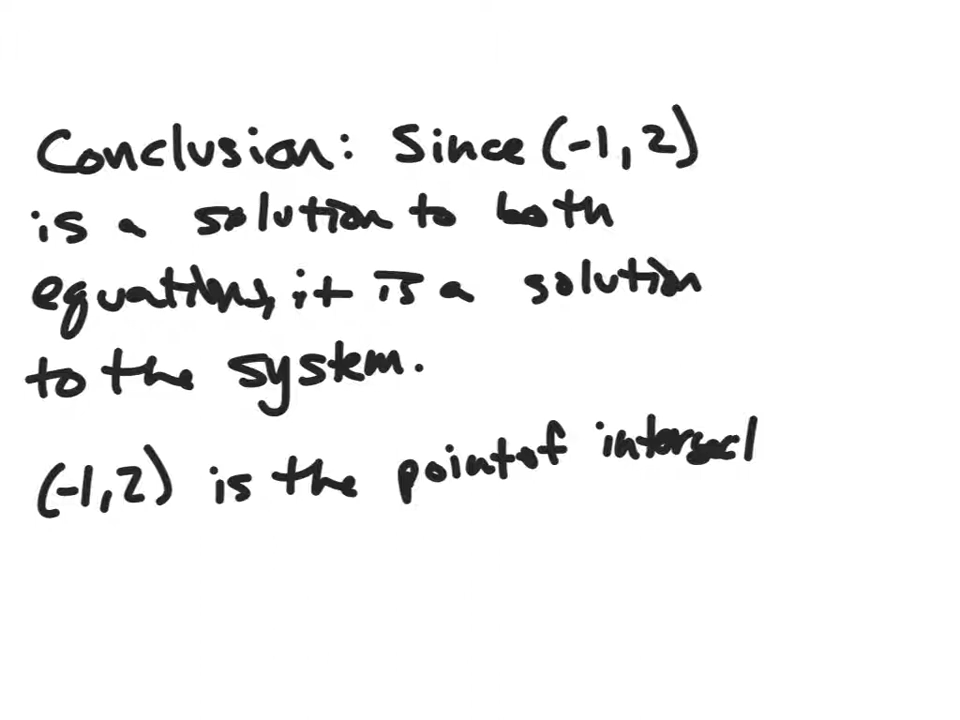 Conclusion: Since (-1, 2)
is a solution to both
equations, it is a solution
to the system.
(-1, 2) is the point of intersect